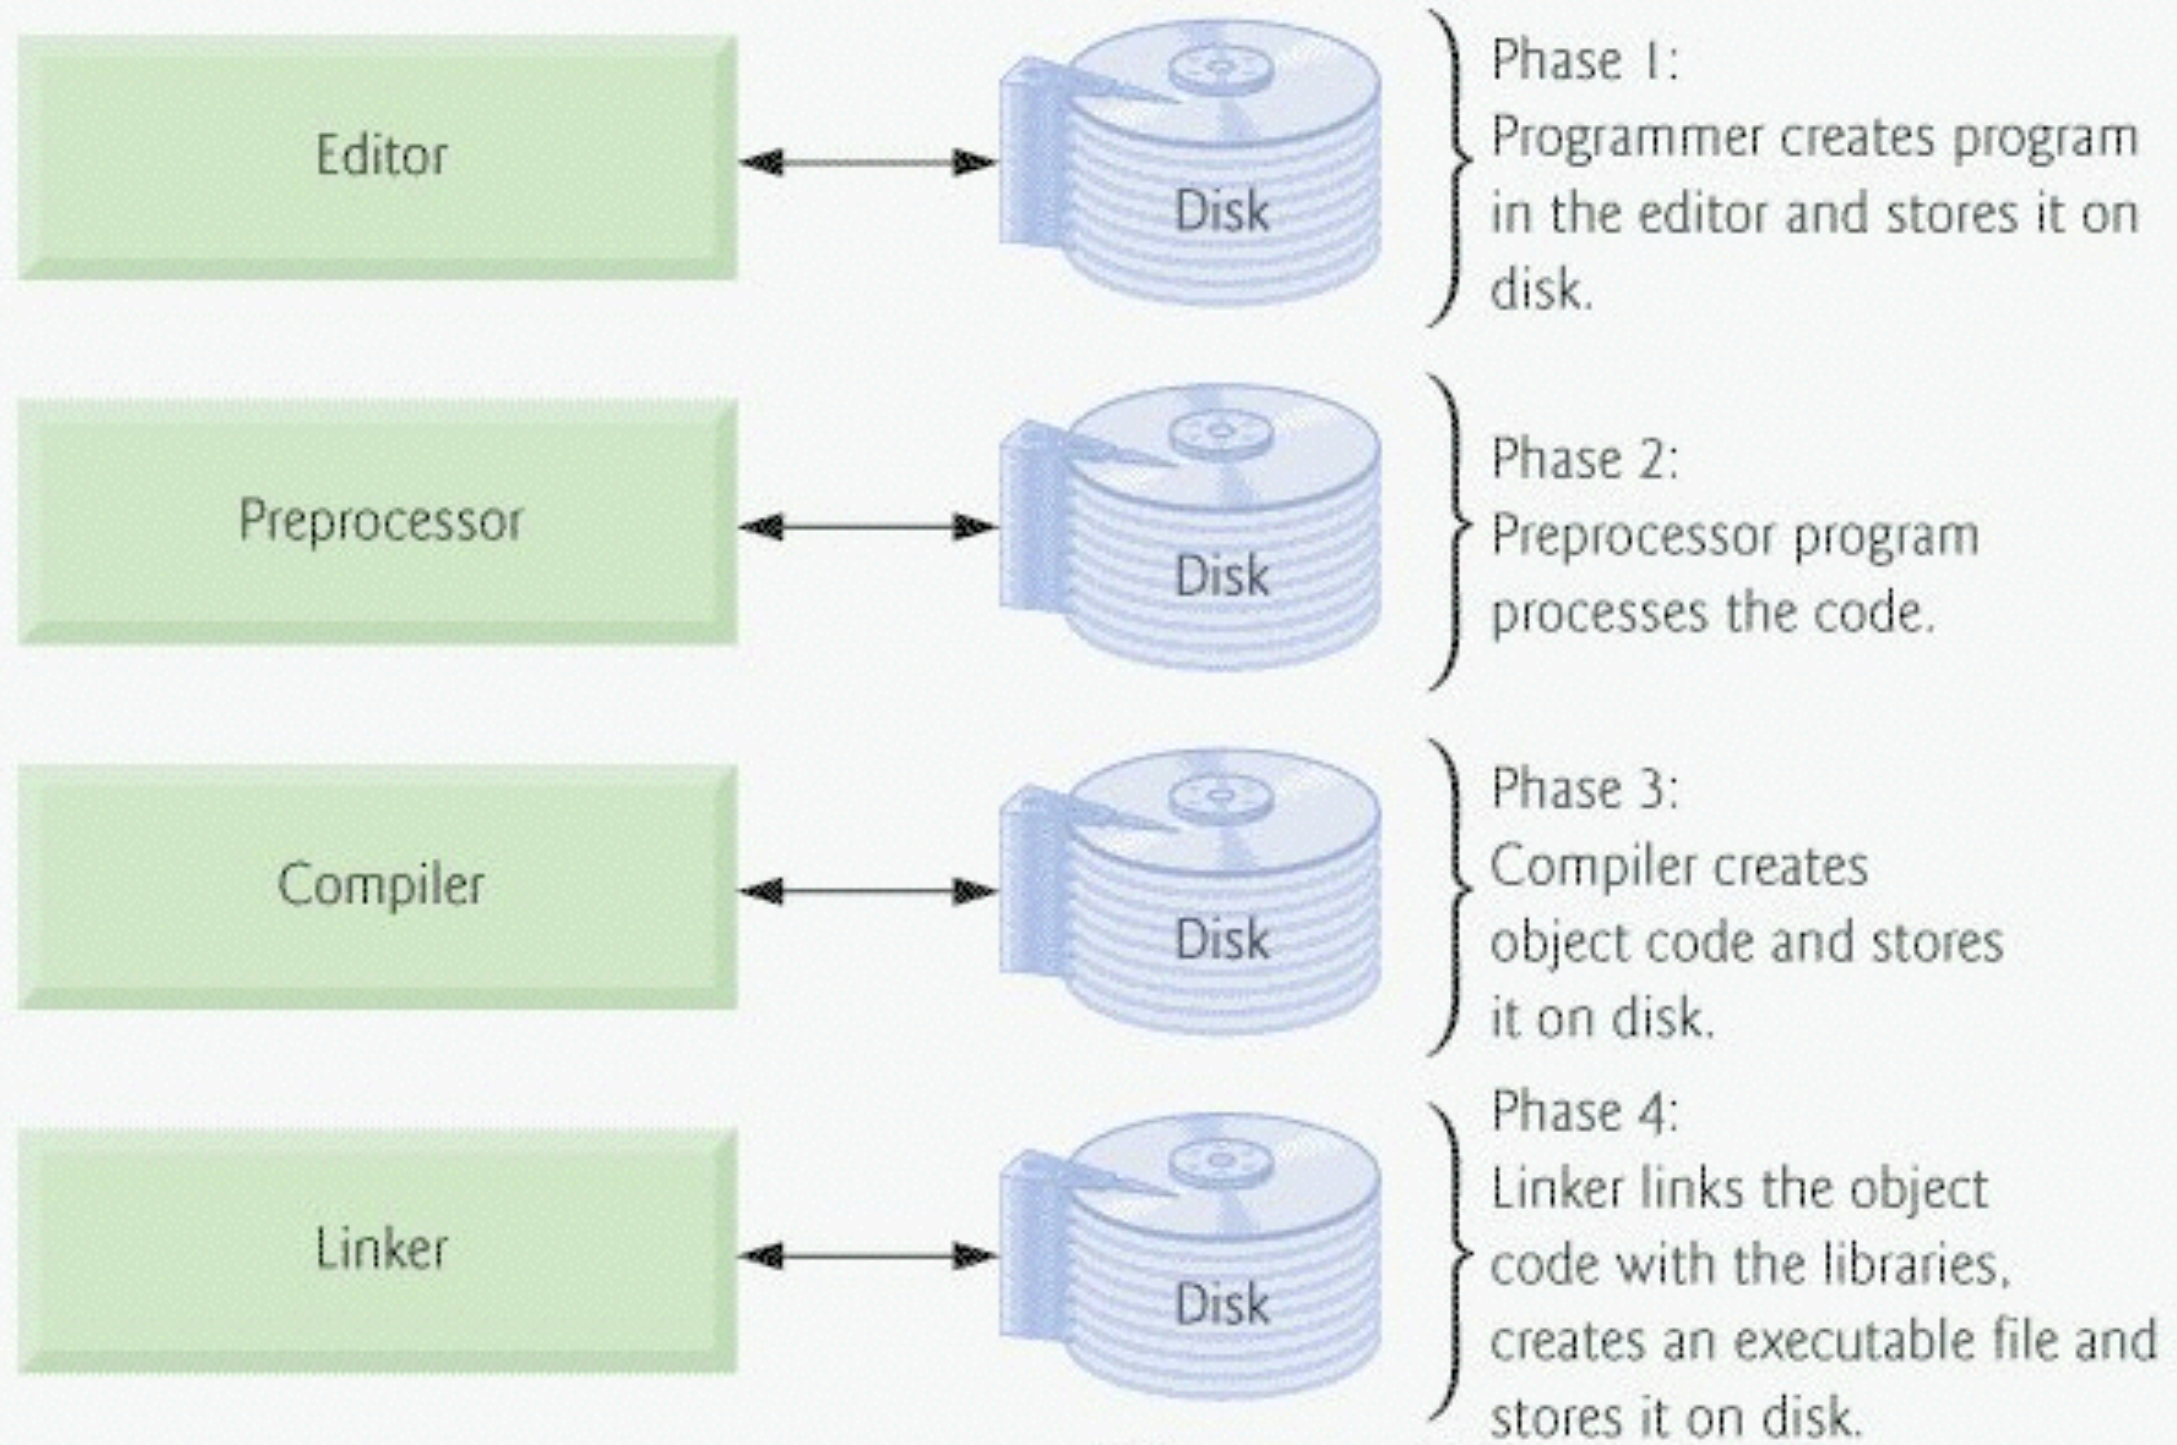 Editor
Disk
Phase 1:
Programmer creates program
in the editor and stores it on
disk.
Preprocessor
Disk
Phase 2:
Preprocessor program
processes the code.
Compiler
Disk
Phase 3:
Compiler creates
object code and stores
it on disk.
Linker
Disk
Phase 4:
Linker links the object
code with the libraries,
creates an executable file and
stores it on disk.